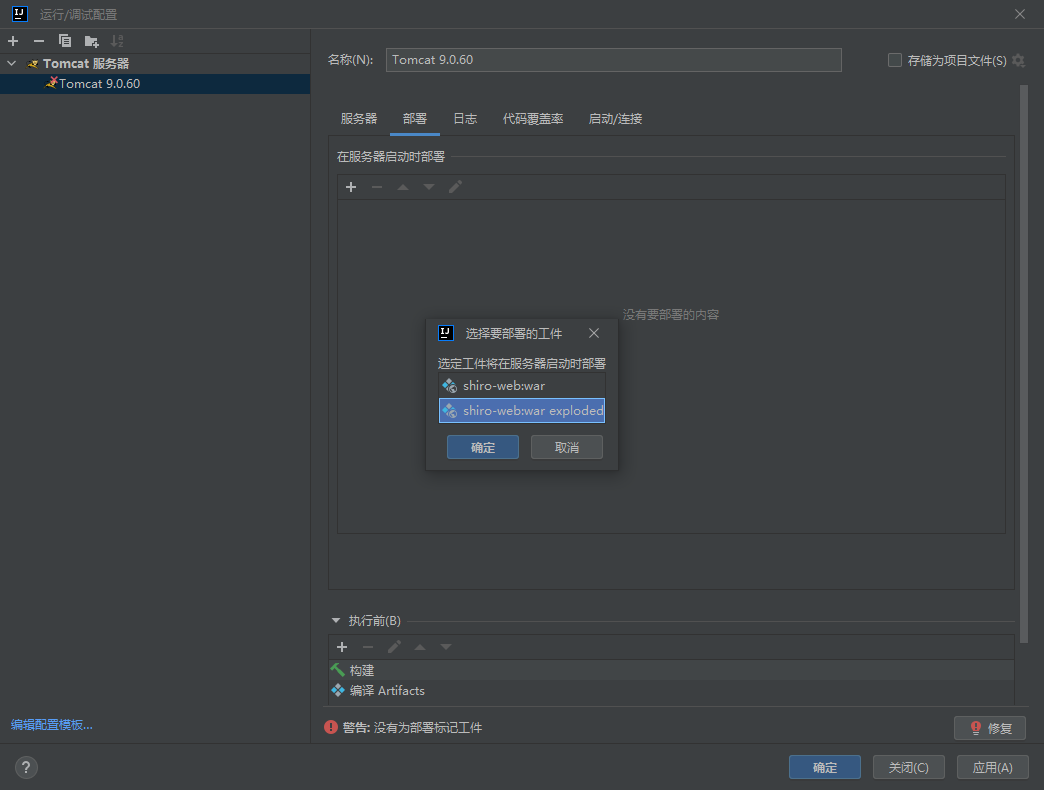 运行/调试配置
Tomcat 服务器
Tomcat 9.0.60
名称(N):
Tomcat 9.0.60
存储为项目文件(S)
服务器
部署
日志
代码覆盖率
启动/连接
在服务器启动时部署
没有要部署的内容
选择要部署的工件
选定工件将在服务器启动时部署
shiro-web:war
shiro-web:war exploded
确定
取消
执行前(B)
构建
编译 Artifacts
编辑配置模板...
警告: 没有为部署标记工件
修复
?
确定
关闭(C)
应用(A)